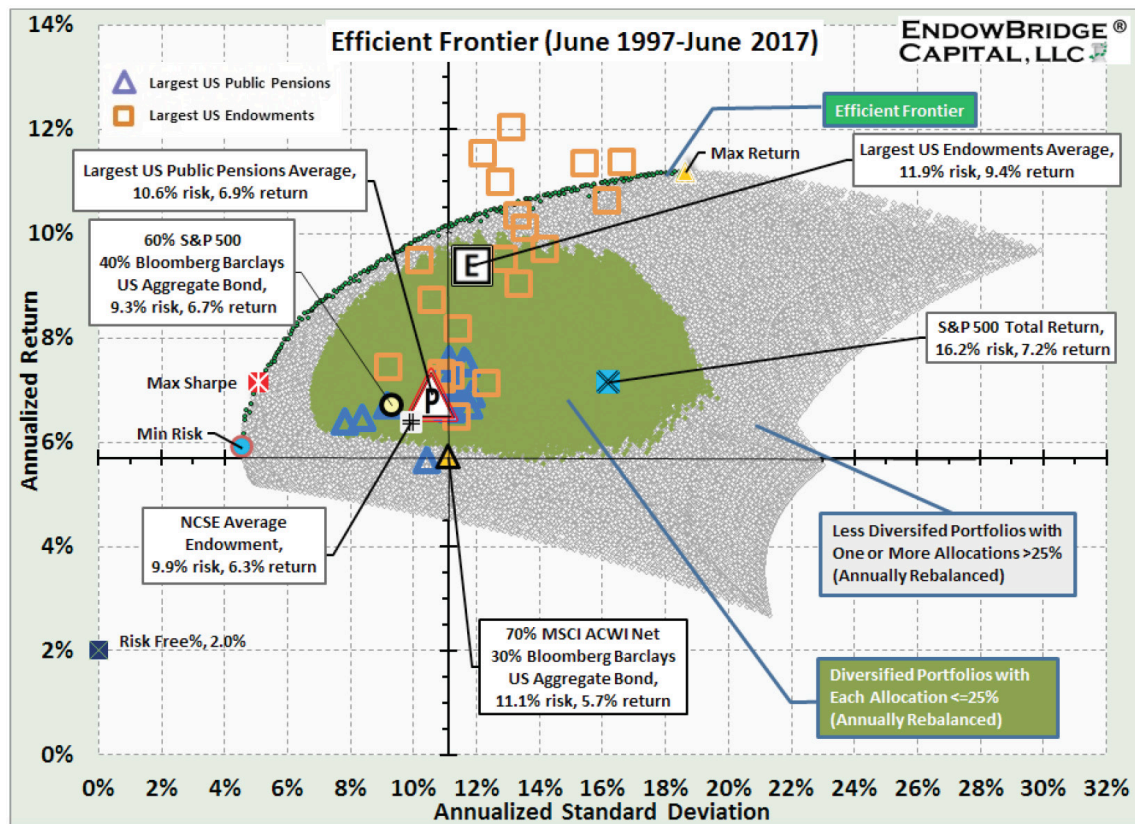 Efficient Frontier (June 1997-June 2017)
ENDOWBRIDGE®
CAPITAL, LLC
Largest US Public Pensions
Largest US Endowments
Efficient Frontier
Max Return
Largest US Endowments Average,
11.9% risk, 9.4% return
Largest US Public Pensions Average,
10.6% risk, 6.9% return
60% S&P 500
40% Bloomberg Barclays
US Aggregate Bond,
9.3% risk, 6.7% return
E
S&P 500 Total Return,
16.2% risk, 7.2% return
Max Sharpe
P
Min Risk
NCSE Average
Endowment,
9.9% risk, 6.3% return
Less Diversifed Portfolios with
One or More Allocations >25%
(Annually Rebalanced)
Risk Free%, 2.0%
70% MSCI ACWI Net
30% Bloomberg Barclays
US Aggregate Bond,
11.1% risk, 5.7% return
Diversified Portfolios with
Each Allocation <=25%
(Annually Rebalanced)
Annualized Return
14%
12%
10%
8%
6%
4%
2%
0%
0% 2% 4% 6% 8% 10% 12% 14% 16% 18% 20% 22% 24% 26% 28% 30% 32%
Annualized Standard Deviation